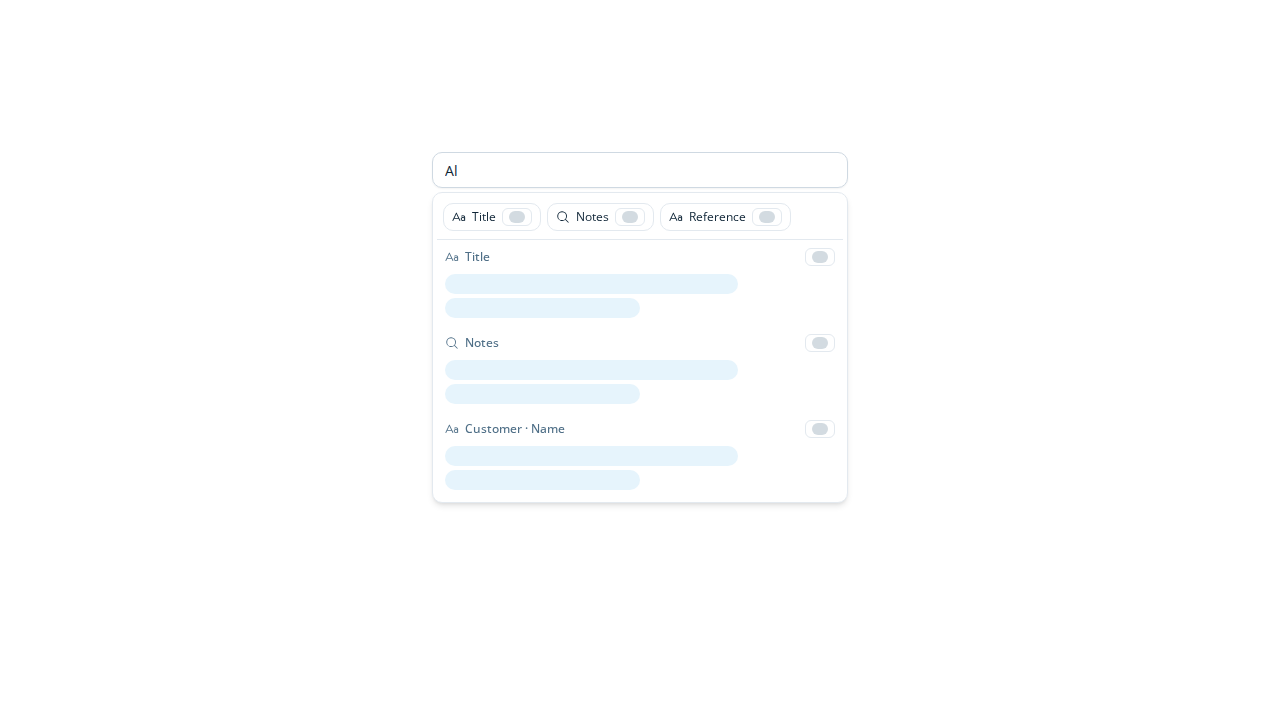 Al
Aa Title Notes Aa Reference
Aa Title
Notes
Aa Customer · Name